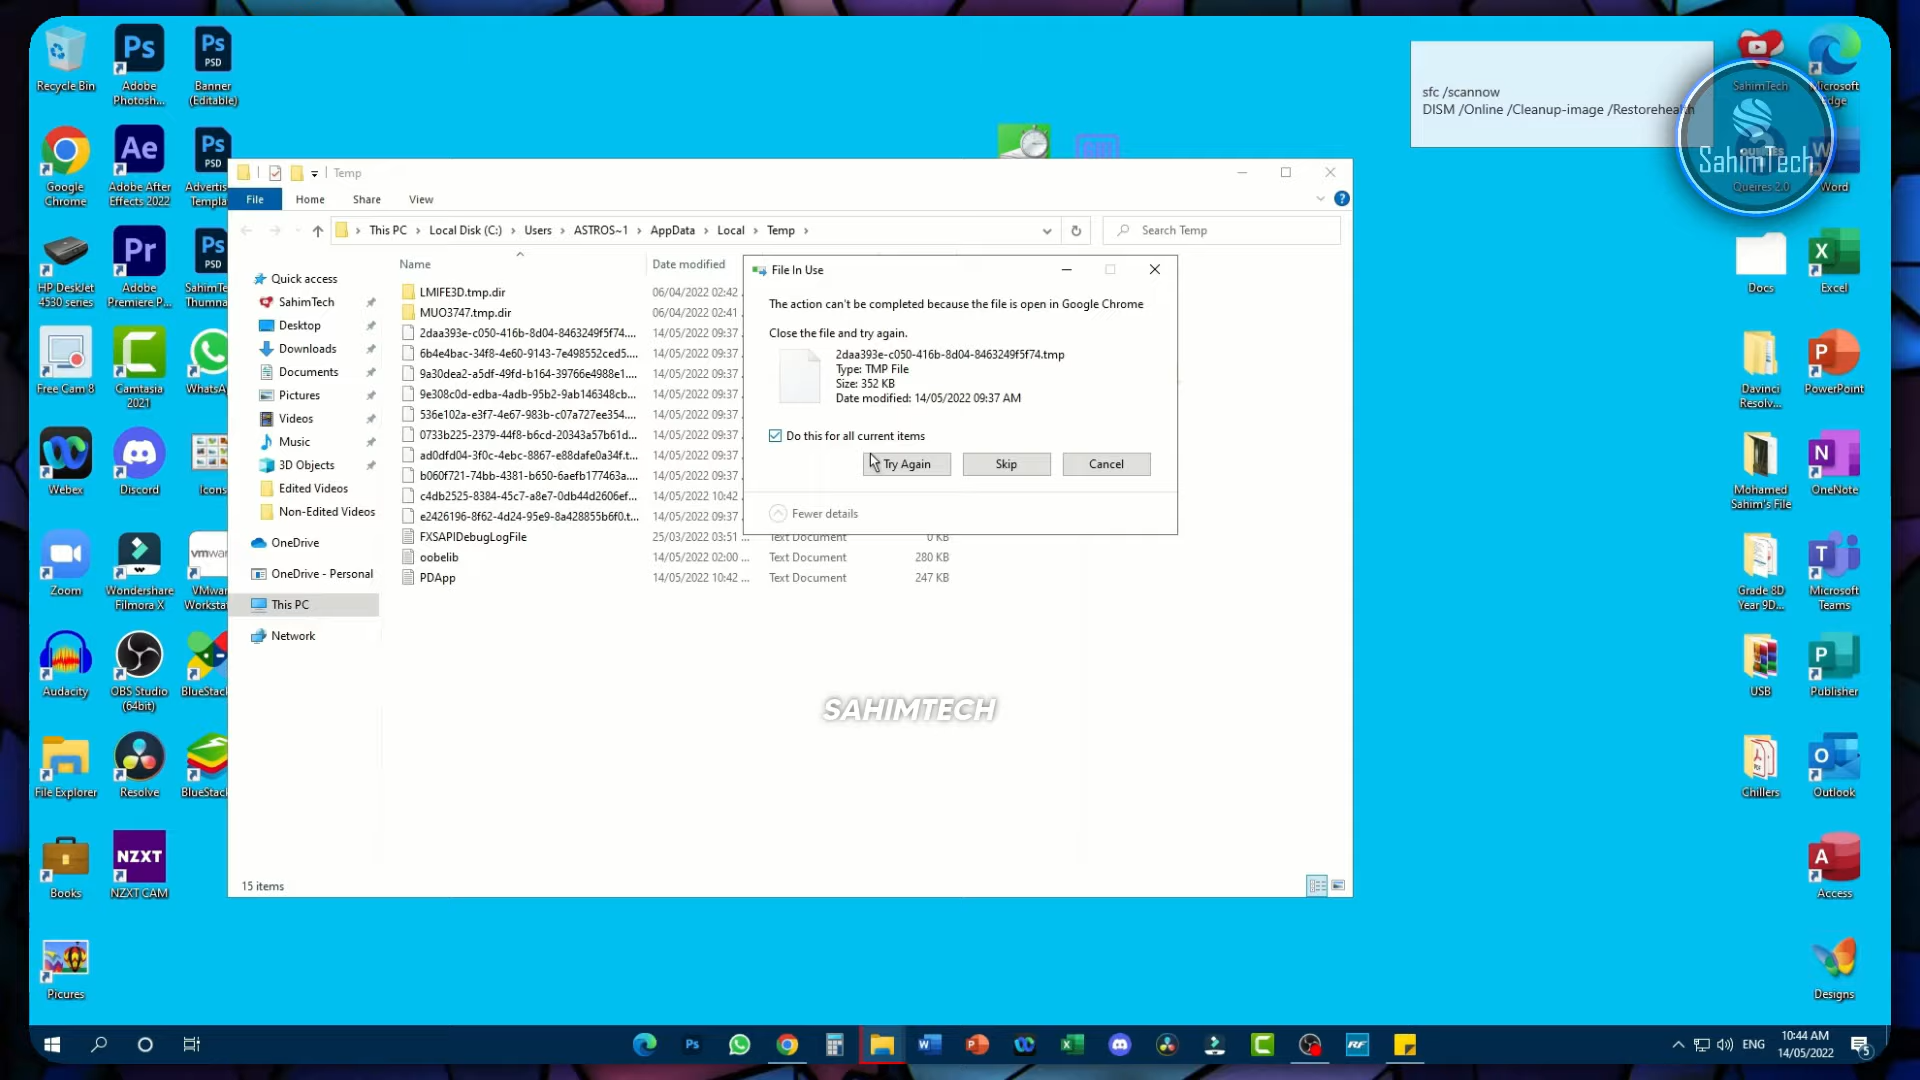 Recycle Bin
Adobe
Photosh...
Banner
(Editable)
Ps
Ps
PSD
Google
Chrome
Adobe After
Effects 2022
Ae
Ps
PSD
HP DeskJet
4530 series
Adobe
Premiere P...
Pr
Ps
PSD
Free Cam 8
Camtasia
2021
Webex
Discord
Icons
Zoom
Wondershare
Filmora X
Audacity
OBS Studio
(64bit)
File Explorer
Resolve
Books
NZXT
NZXT CAM
Picures
Temp
File
Home
Share
View
This PC
Local Disk (C:)
Users
ASTROS~1
AppData
Local
Temp
Search Temp
Quick access
SahimTech
Desktop
Downloads
Documents
Pictures
Videos
Music
3D Objects
Edited Videos
Non-Edited Videos
OneDrive
OneDrive - Personal
This PC
Network
Name
Date modified
LMIFE3D.tmp.dir
06/04/2022 02:42
MUO3747.tmp.dir
06/04/2022 02:41
2daa393e-c050-416b-8d04-8463249f5f74....
14/05/2022 09:37
6b4e4bac-34f8-4e60-9143-7e498552ced5....
14/05/2022 09:37
9a30dea2-a5df-49fd-b164-39766e4988e1....
14/05/2022 09:37
9e308c0d-edba-4adb-95b2-9ab146348cb...
14/05/2022 09:37
536e102a-e3f7-4e67-983b-c07a727ee354....
14/05/2022 09:37
0733b225-2379-44f8-b6cd-20343a57b61d...
14/05/2022 09:37
ad0dfd04-3f0c-4ebc-8867-e88dafe0a34f.t...
14/05/2022 09:37
b060f721-74bb-4381-b650-6aefb177463a....
14/05/2022 09:37
c4db2525-8384-45c7-a8e7-0db44d2606ef...
14/05/2022 10:42
e2426196-8f62-4d24-95e9-8a428855b6f0.t...
14/05/2022 09:37
FXSAPIDebugLogFile
25/03/2022 03:51 ...
Text Document
0 KB
oobelib
14/05/2022 02:00 ...
Text Document
280 KB
PDApp
14/05/2022 10:42 ...
Text Document
247 KB
15 items
File In Use
The action can't be completed because the file is open in Google Chrome
Close the file and try again.
2daa393e-c050-416b-8d04-8463249f5f74.tmp
Type: TMP File
Size: 352 KB
Date modified: 14/05/2022 09:37 AM
Do this for all current items
Try Again
Skip
Cancel
Fewer details
SAHIMTECH
sfc /scannow
DISM /Online /Cleanup-image /Restorehealth
SahimTech
SahimTech
Microsoft
Edge
Queires 2.0
Word
Docs
Excel
Davinci
Resolv...
PowerPoint
Mohamed
Sahim's File
OneNote
Grade 8D
Year 9D...
Microsoft
Teams
USB
Publisher
Chillers
Outlook
Access
Designs
ENG
10:44 AM
14/05/2022
5